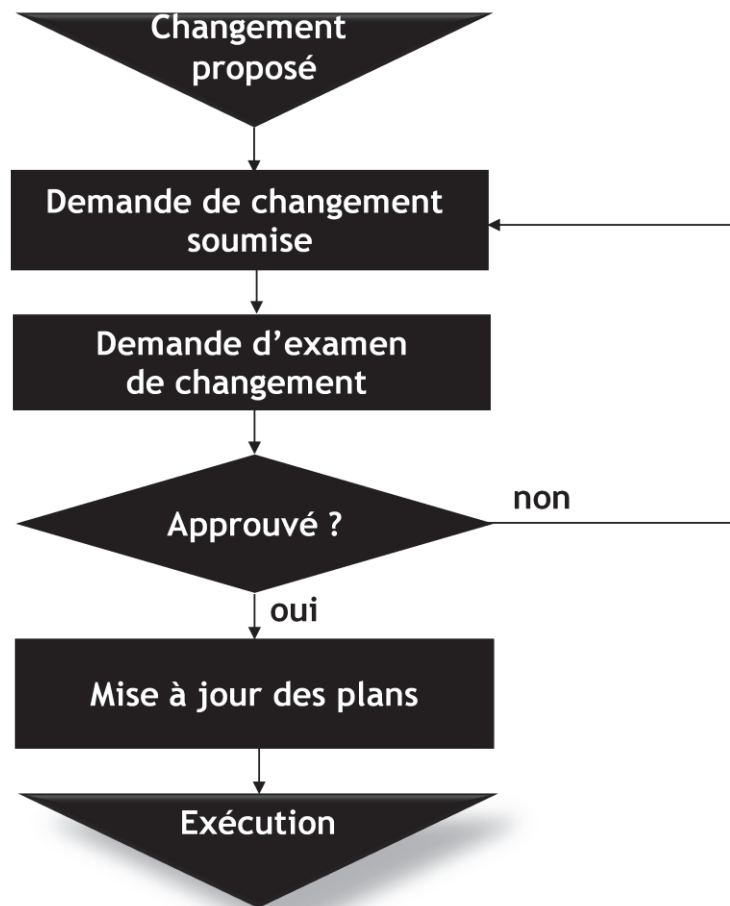 Changement
proposé
Demande de changement
soumise
Demande d’examen
de changement
Approuvé ?
non
oui
Mise à jour des plans
Exécution